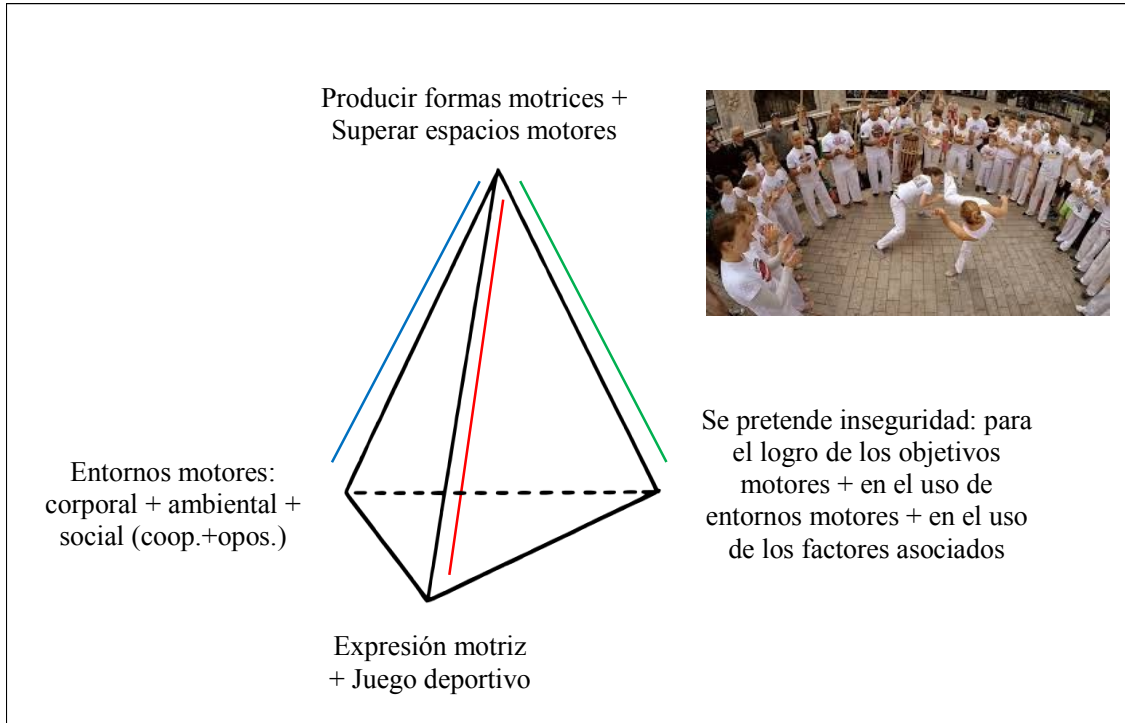 Producir formas motrices +
Superar espacios motores
Entornos motores:
corporal + ambiental +
social (coop.+opos.)
Se pretende inseguridad: para
el logro de los objetivos
motores + en el uso de
entornos motores + en el uso
de los factores asociados
Expresión motriz
+ Juego deportivo